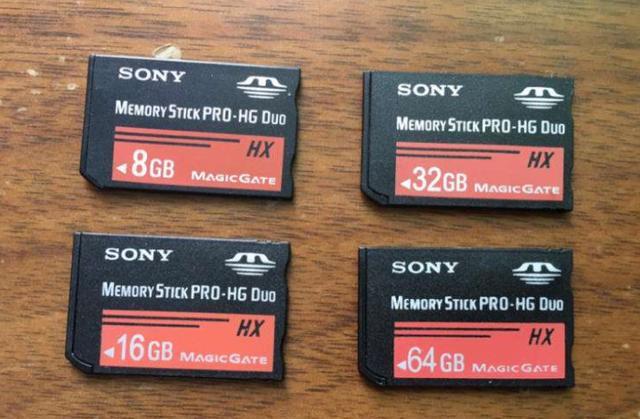 SONY
MEMORY STICK PRO-HG DUO
HX
8GB MAGICGATE
SONY
MEMORY STICK PRO-HG DUO
HX
32GB MAGICGATE
SONY
MEMORY STICK PRO-HG DUO
HX
16GB MAGICGATE
SONY
MEMORY STICK PRO-HG DUO
HX
64GB MAGICGATE